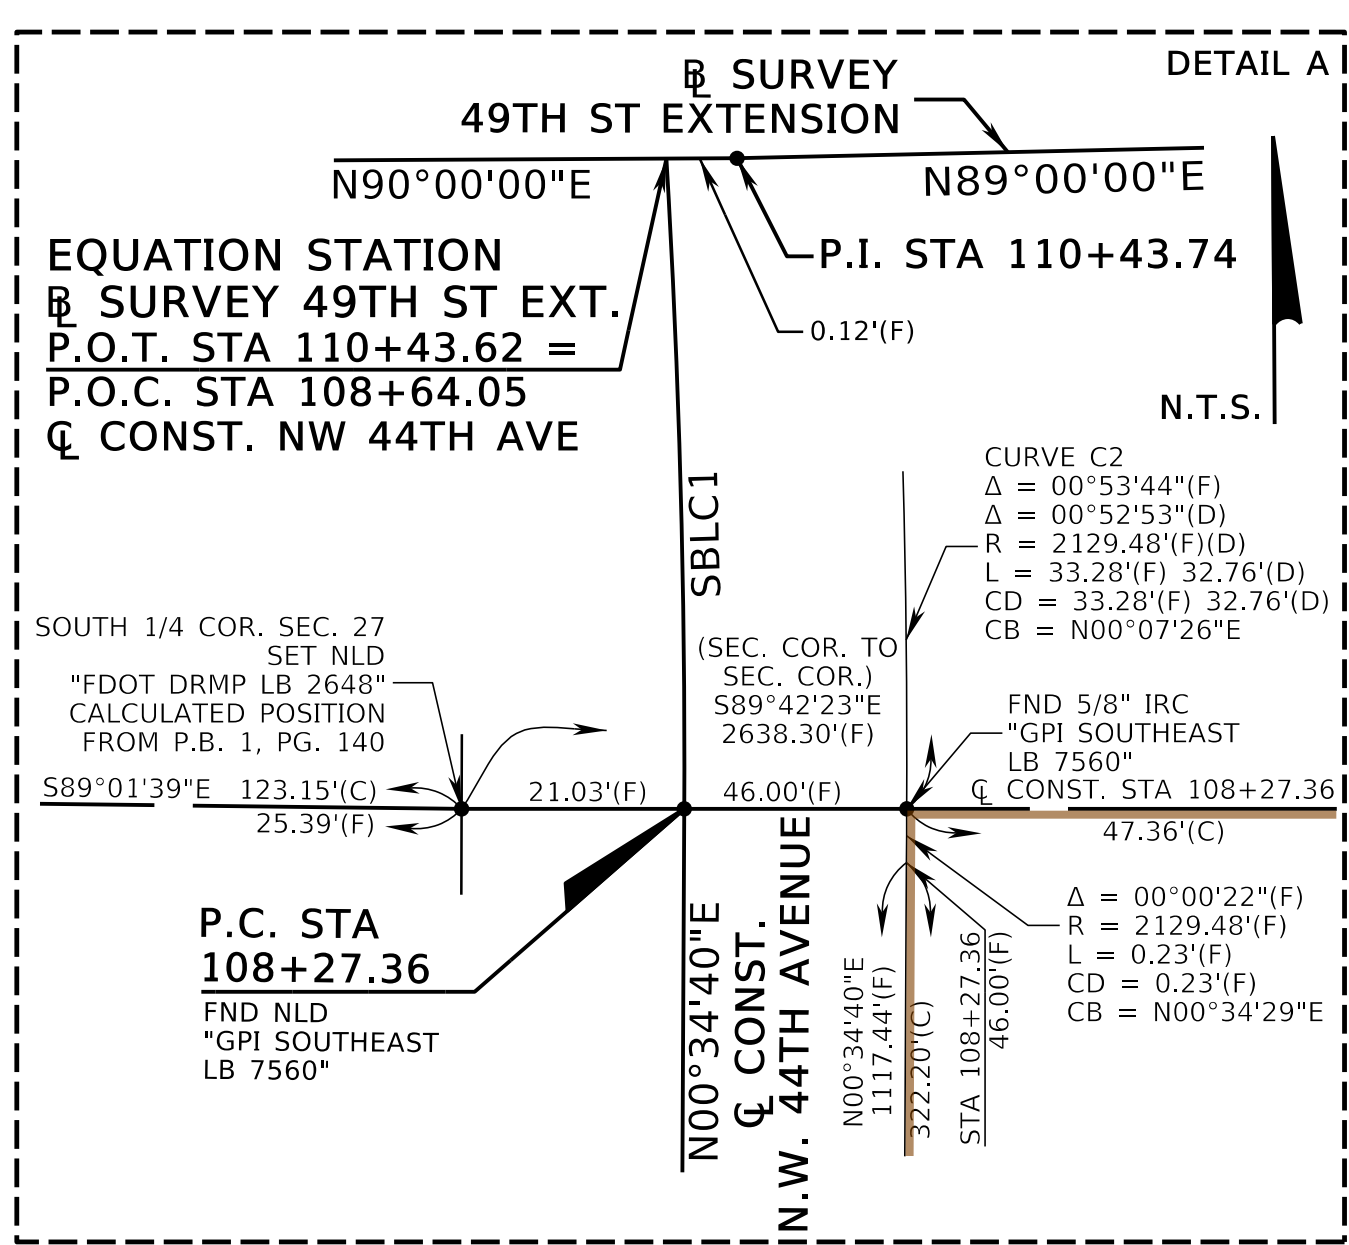 DETAIL A
℄ SURVEY
49TH ST EXTENSION
N90°00'00"E
N89°00'00"E
EQUATION STATION
SURVEY 49TH ST EXT.
P.O.T. STA 110+43.62 =
P.O.C. STA 108+64.05
℄ CONST. NW 44TH AVE
P.I. STA 110+43.74
0.12'(F)
N.T.S.
SBLC1
CURVE C2
Δ = 00°53'44"(F)
Δ = 00°52'53"(D)
R = 2129.48'(F)(D)
L = 33.28'(F) 32.76'(D)
CD = 33.28'(F) 32.76'(D)
CB = N00°07'26"E
SOUTH 1/4 COR. SEC. 27
SET NLD
"FDOT DRMP LB 2648"
CALCULATED POSITION
FROM P.B. 1, PG. 140
(SEC. COR. TO
SEC. COR.)
S89°42'23"E
2638.30'(F)
FND 5/8" IRC
"GPI SOUTHEAST
LB 7560"
℄ CONST. STA 108+27.36
S89°01'39"E
123.15'(C)
25.39'(F)
21.03'(F)
46.00'(F)
47.36'(C)
P.C. STA
108+27.36
FND NLD
"GPI SOUTHEAST
LB 7560"
N00°34'40"E
℄ CONST.
N.W. 44TH AVENUE
N00°34'40"E
1117.44'(F)
322.20'(C)
STA 108+27.36
46.00'(F)
Δ = 00°00'22"(F)
R = 2129.48'(F)
L = 0.23'(F)
CD = 0.23'(F)
CB = N00°34'29"E